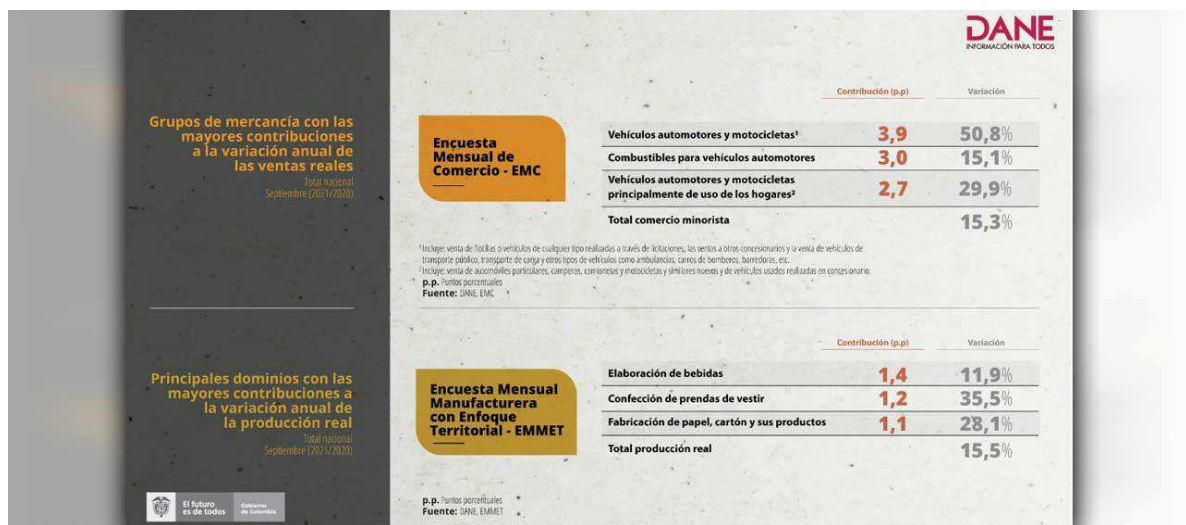 DANE
INFORMACIÓN PARA TODOS
Grupos de mercancía con las
mayores contribuciones
a la variación anual de
las ventas reales
Total nacional
Septiembre (2021/2020)
Encuesta
Mensual de
Comercio - EMC
Contribución (p.p) Variación
Vehículos automotores y motocicletas¹ 3,9 50,8%
Combustibles para vehículos automotores 3,0 15,1%
Vehículos automotores y motocicletas
principalmente de uso de los hogares² 2,7 29,9%
Total comercio minorista 15,3%
¹ Incluye: venta de flotillas o vehículos de cualquier tipo realizadas a través de licitaciones, las ventas a otros concesionarios y la venta de vehículos de
transporte público, transporte de carga y otros tipos de vehículos como ambulancias, carros de bomberos, barredoras, etc.
² Incluye: venta de automóviles particulares, camperos, camionetas y motocicletas y similares nuevos y de vehículos usados realizadas en concesionario.
p.p. Puntos porcentuales
Fuente: DANE, EMC
Principales dominios con las
mayores contribuciones a
la variación anual de
la producción real
Total nacional
Septiembre (2021/2020)
Encuesta Mensual
Manufacturera
con Enfoque
Territorial - EMMET
Contribución (p.p) Variación
Elaboración de bebidas 1,4 11,9%
Confección de prendas de vestir 1,2 35,5%
Fabricación de papel, cartón y sus productos 1,1 28,1%
Total producción real 15,5%
p.p. Puntos porcentuales
Fuente: DANE, EMMET
El futuro
es de todos
Gobierno
de Colombia